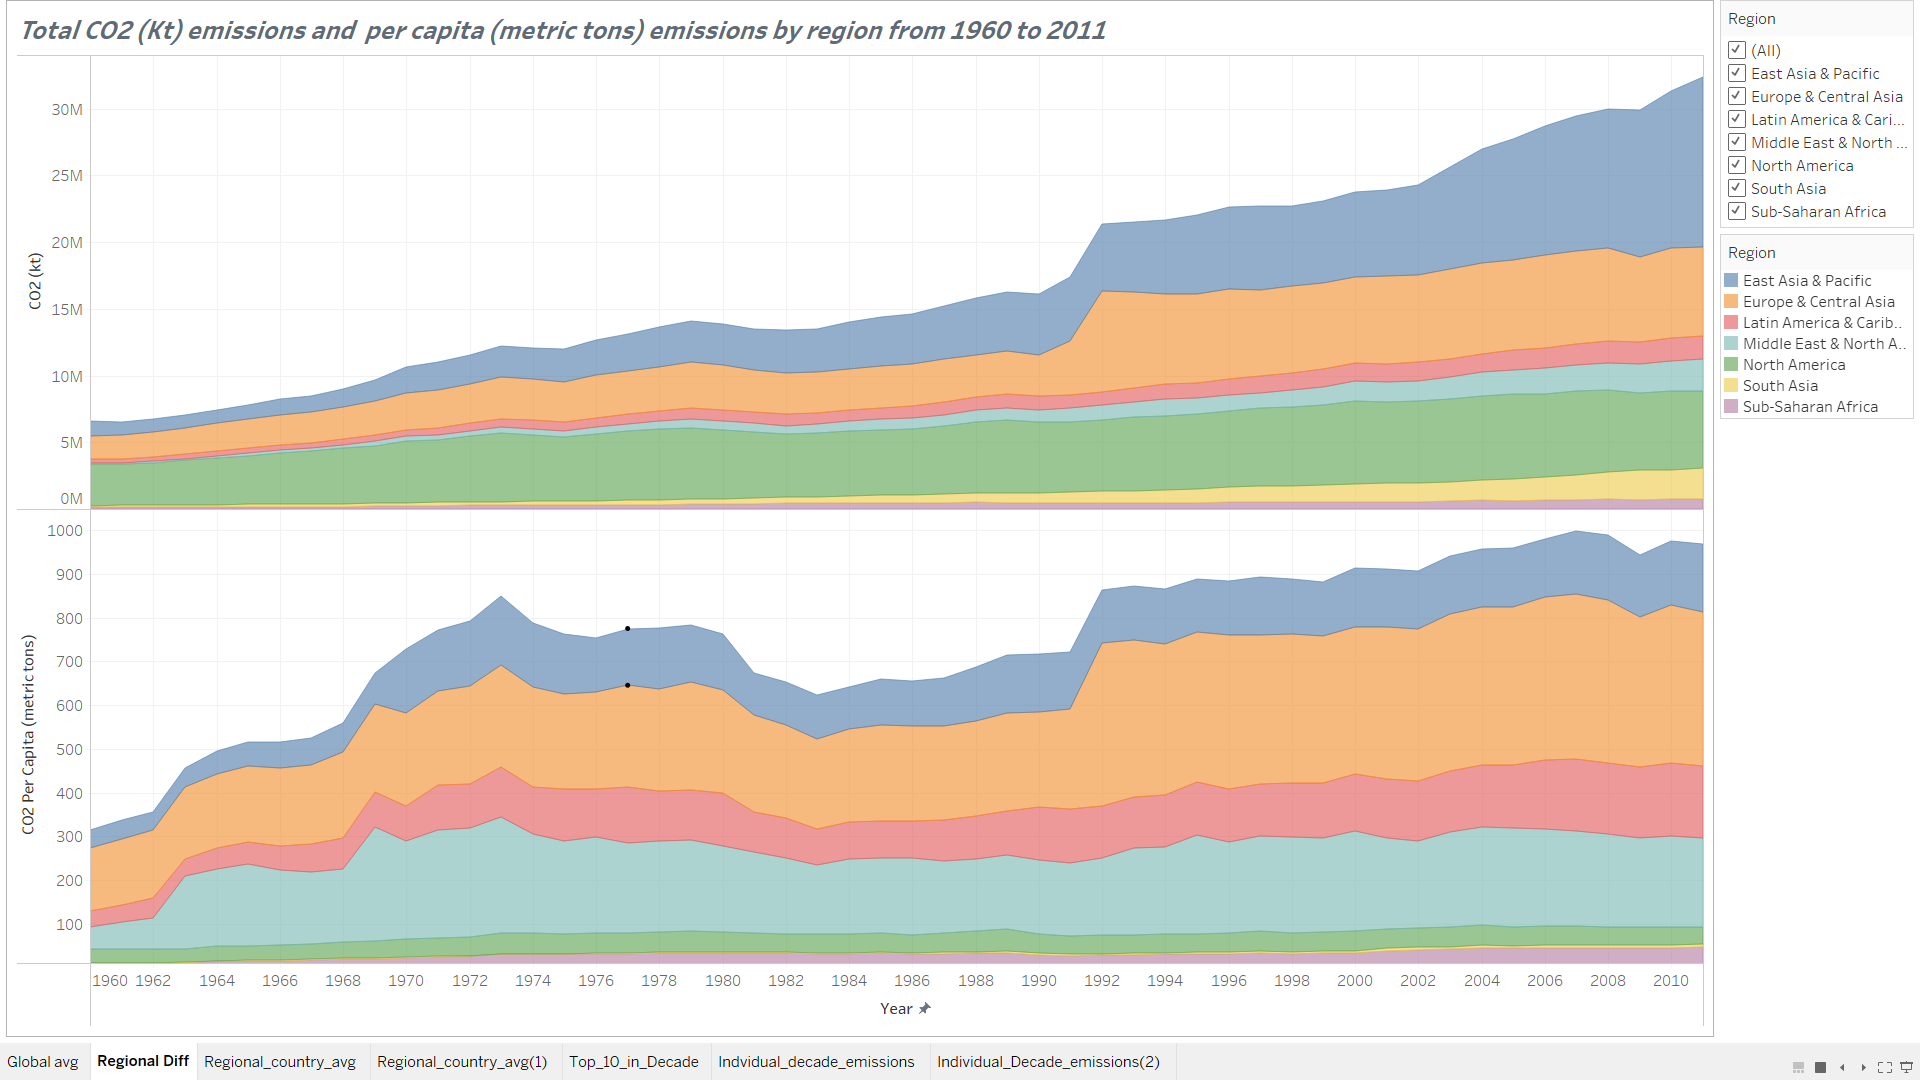 Total CO2 (Kt) emissions and  per capita (metric tons) emissions by region from 1960 to 2011
CO2 (kt)
30M
25M
20M
15M
10M
5M
0M
CO2 Per Capita (metric tons)
1000
900
800
700
600
500
400
300
200
100
1960 1962 1964 1966 1968 1970 1972 1974 1976 1978 1980 1982 1984 1986 1988 1990 1992 1994 1996 1998 2000 2002 2004 2006 2008 2010
Year
Region
(All)
East Asia & Pacific
Europe & Central Asia
Latin America & Cari...
Middle East & North ...
North America
South Asia
Sub-Saharan Africa
Region
East Asia & Pacific
Europe & Central Asia
Latin America & Carib..
Middle East & North A..
North America
South Asia
Sub-Saharan Africa
Global avg Regional Diff Regional_country_avg Regional_country_avg(1) Top_10_in_Decade Indvidual_decade_emissions Individual_Decade_emissions(2)